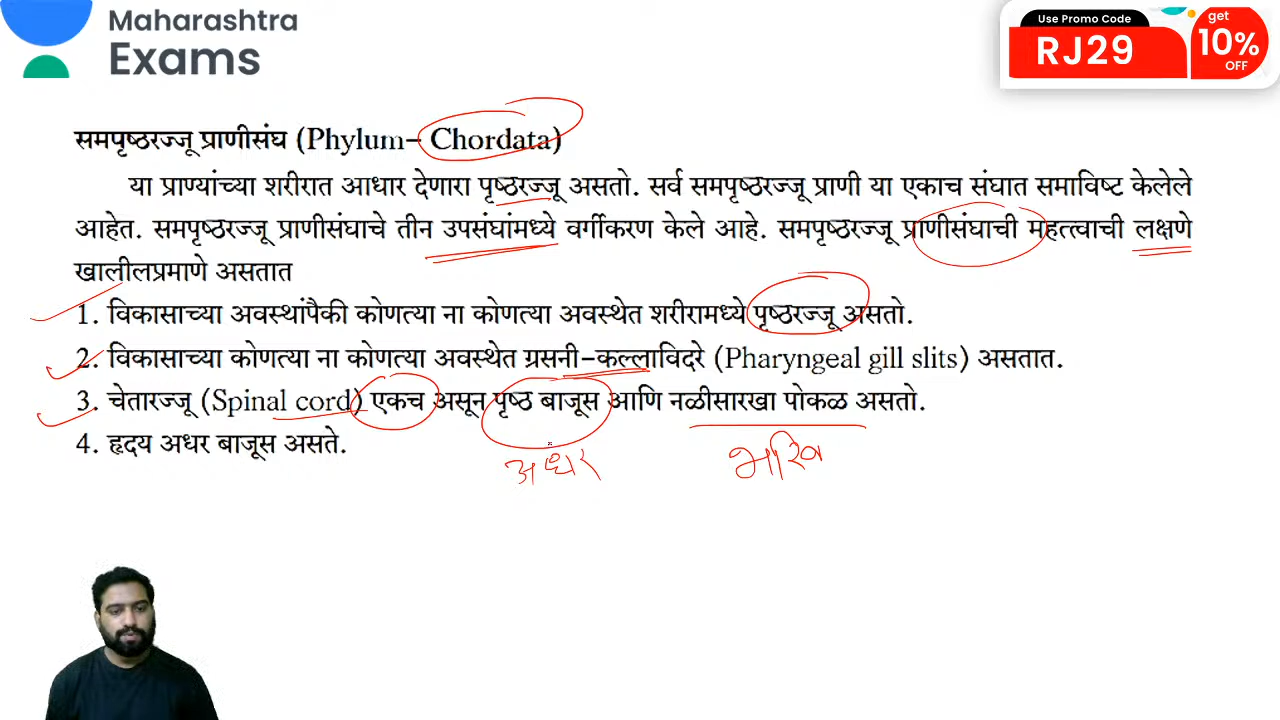 Maharashtra
Exams
Use Promo Code
RJ29
get
10%
OFF
समपृष्ठरज्जू प्राणीसंघ (Phylum- Chordata)
या प्राण्यांच्या शरीरात आधार देणारा पृष्ठरज्जू असतो. सर्व समपृष्ठरज्जू प्राणी या एकाच संघात समाविष्ट केलेले
आहेत. समपृष्ठरज्जू प्राणीसंघाचे तीन उपसंघांमध्ये वर्गीकरण केले आहे. समपृष्ठरज्जू प्राणीसंघाची महत्त्वाची लक्षणे
खालीलप्रमाणे असतात
1. विकासाच्या अवस्थांपैकी कोणत्या ना कोणत्या अवस्थेत शरीरामध्ये पृष्ठरज्जू असतो.
2. विकासाच्या कोणत्या ना कोणत्या अवस्थेत ग्रसनी-कल्लाविदरे (Pharyngeal gill slits) असतात.
3. चेतारज्जू (Spinal cord) एकच असून पृष्ठ बाजूस आणि नळीसारखा पोकळ असतो.
4. हृदय अधर बाजूस असते.
अधर